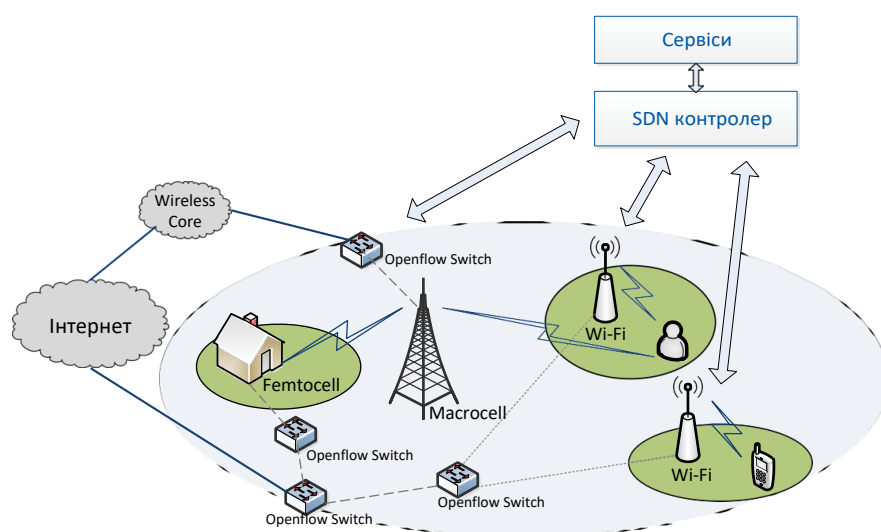 Сервіси
SDN контролер
Wireless
Core
Openflow Switch
Інтернет
Wi-Fi
Femtocell
Macrocell
Openflow Switch
Wi-Fi
Openflow Switch
Openflow Switch